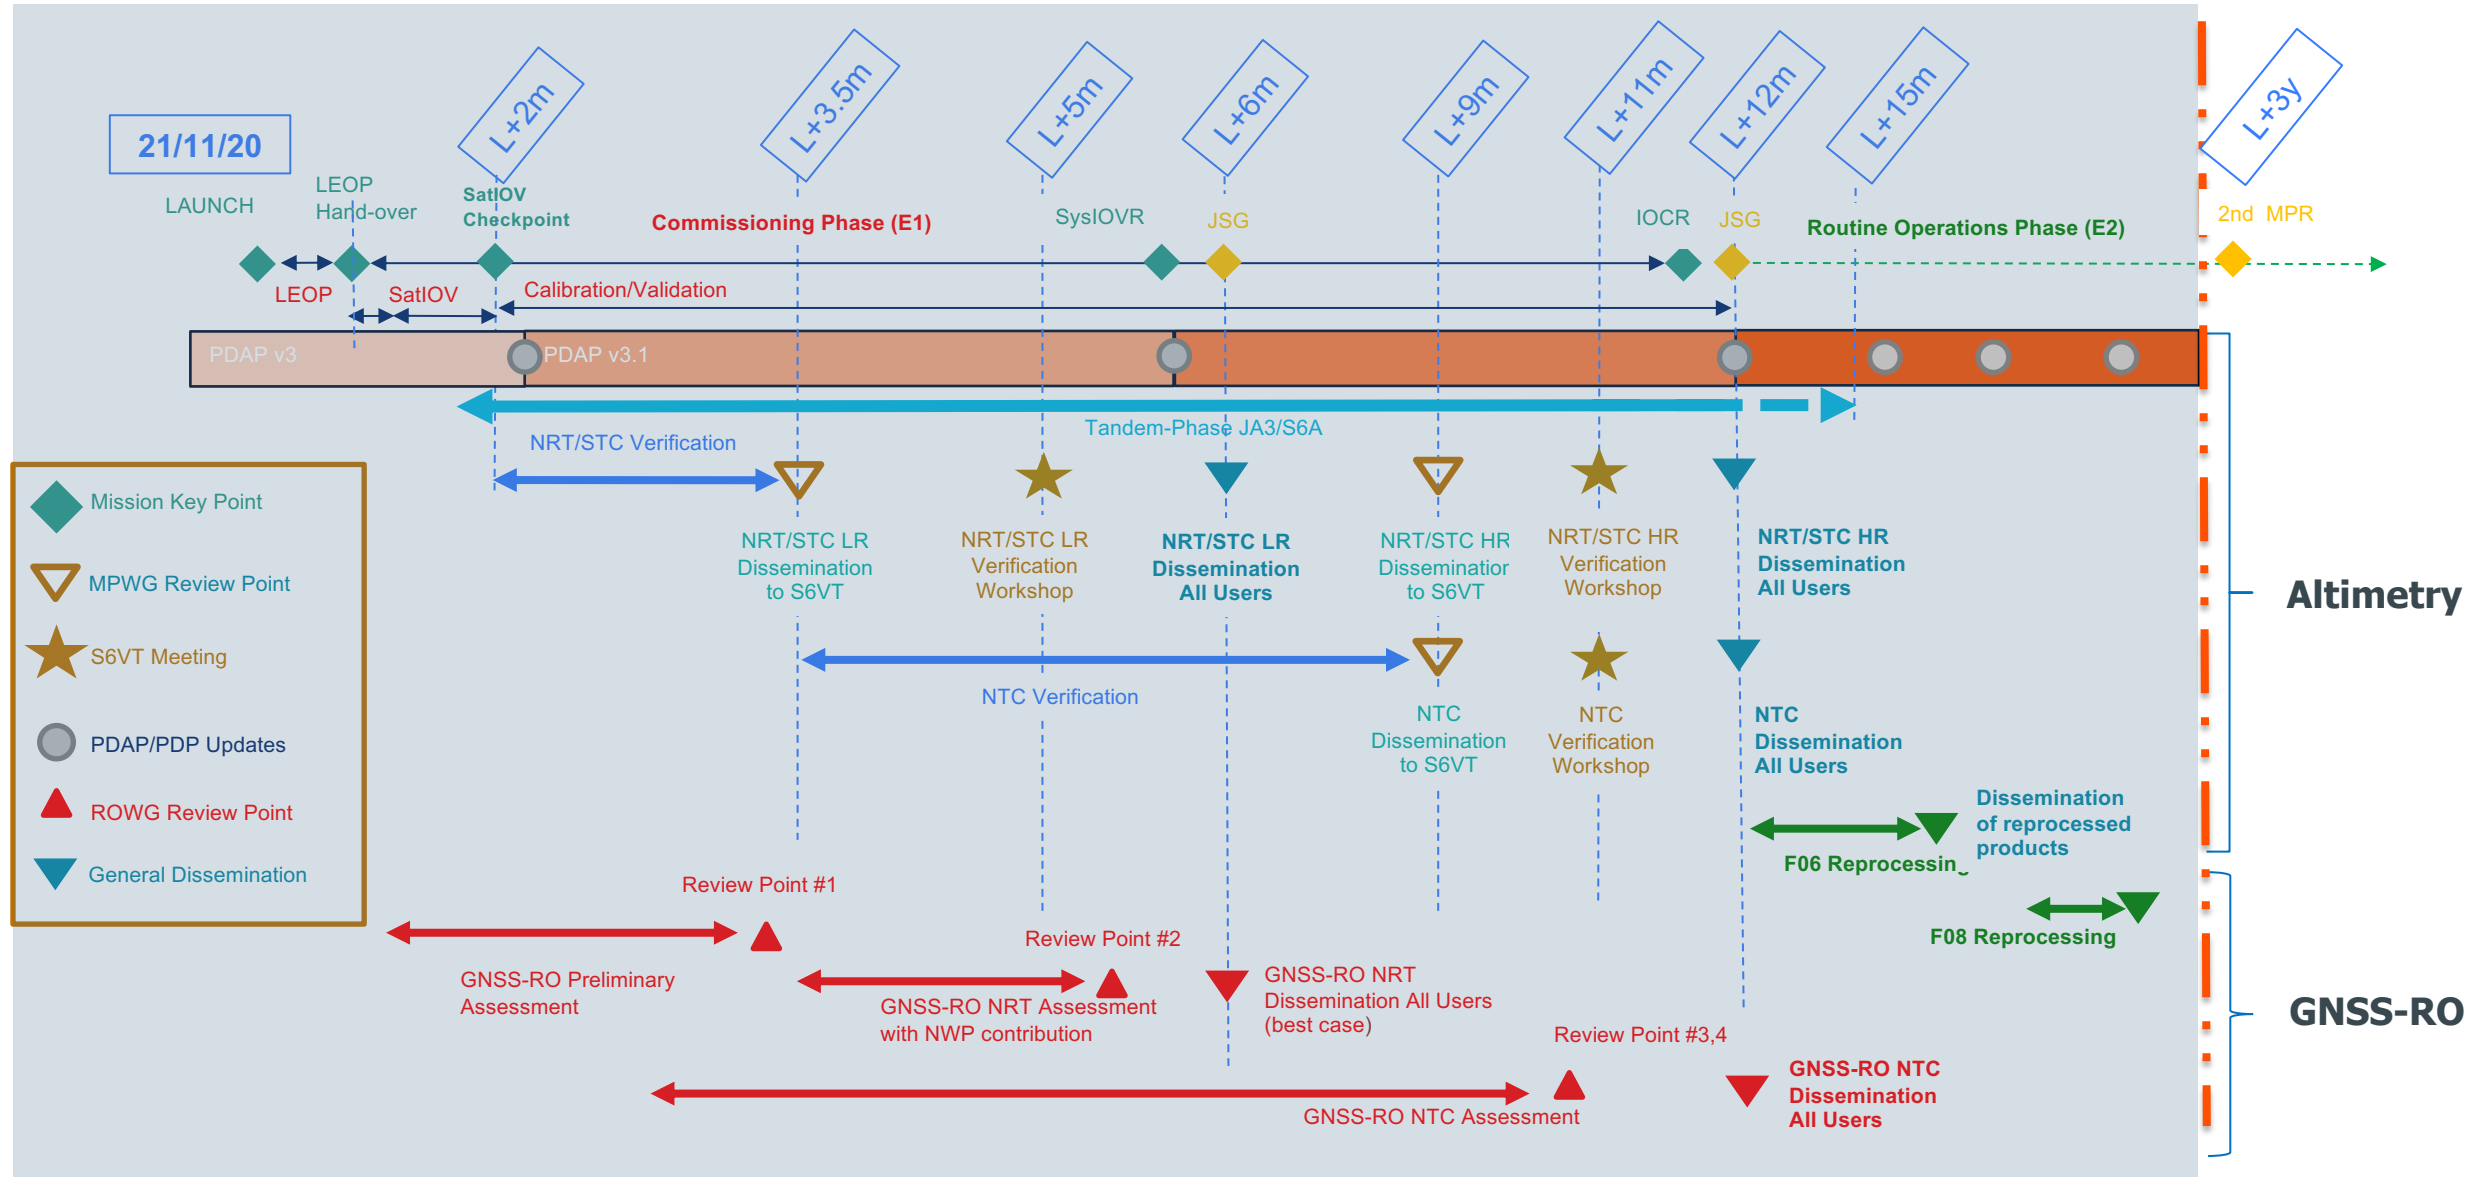 L+2m
L+3.5m
L+5m
L+6m
L+9m
L+11m
L+12m
L+15m
L+3y
21/11/20
LAUNCH
LEOP
Hand-over
SatIOV
Checkpoint
Commissioning Phase (E1)
SysIOVR
JSG
IOCR
JSG
Routine Operations Phase (E2)
2nd MPR
LEOP
SatIOV
Calibration/Validation
PDAP v3
PDAP v3.1
Tandem-Phase JA3/S6A
NRT/STC Verification
Mission Key Point
MPWG Review Point
S6VT Meeting
PDAP/PDP Updates
ROWG Review Point
General Dissemination
NRT/STC LR
Dissemination
to S6VT
NRT/STC LR
Verification
Workshop
NRT/STC LR
Dissemination
All Users
NRT/STC HR
Dissemination
to S6VT
NRT/STC HR
Verification
Workshop
NRT/STC HR
Dissemination
All Users
Altimetry
NTC Verification
NTC
Dissemination
to S6VT
NTC
Verification
Workshop
NTC
Dissemination
All Users
Dissemination
of reprocessed
products
F06 Reprocessing
F08 Reprocessing
Review Point #1
GNSS-RO Preliminary
Assessment
Review Point #2
GNSS-RO NRT Assessment
with NWP contribution
GNSS-RO NRT
Dissemination All Users
(best case)
Review Point #3,4
GNSS-RO NTC Assessment
GNSS-RO NTC
Dissemination
All Users
GNSS-RO